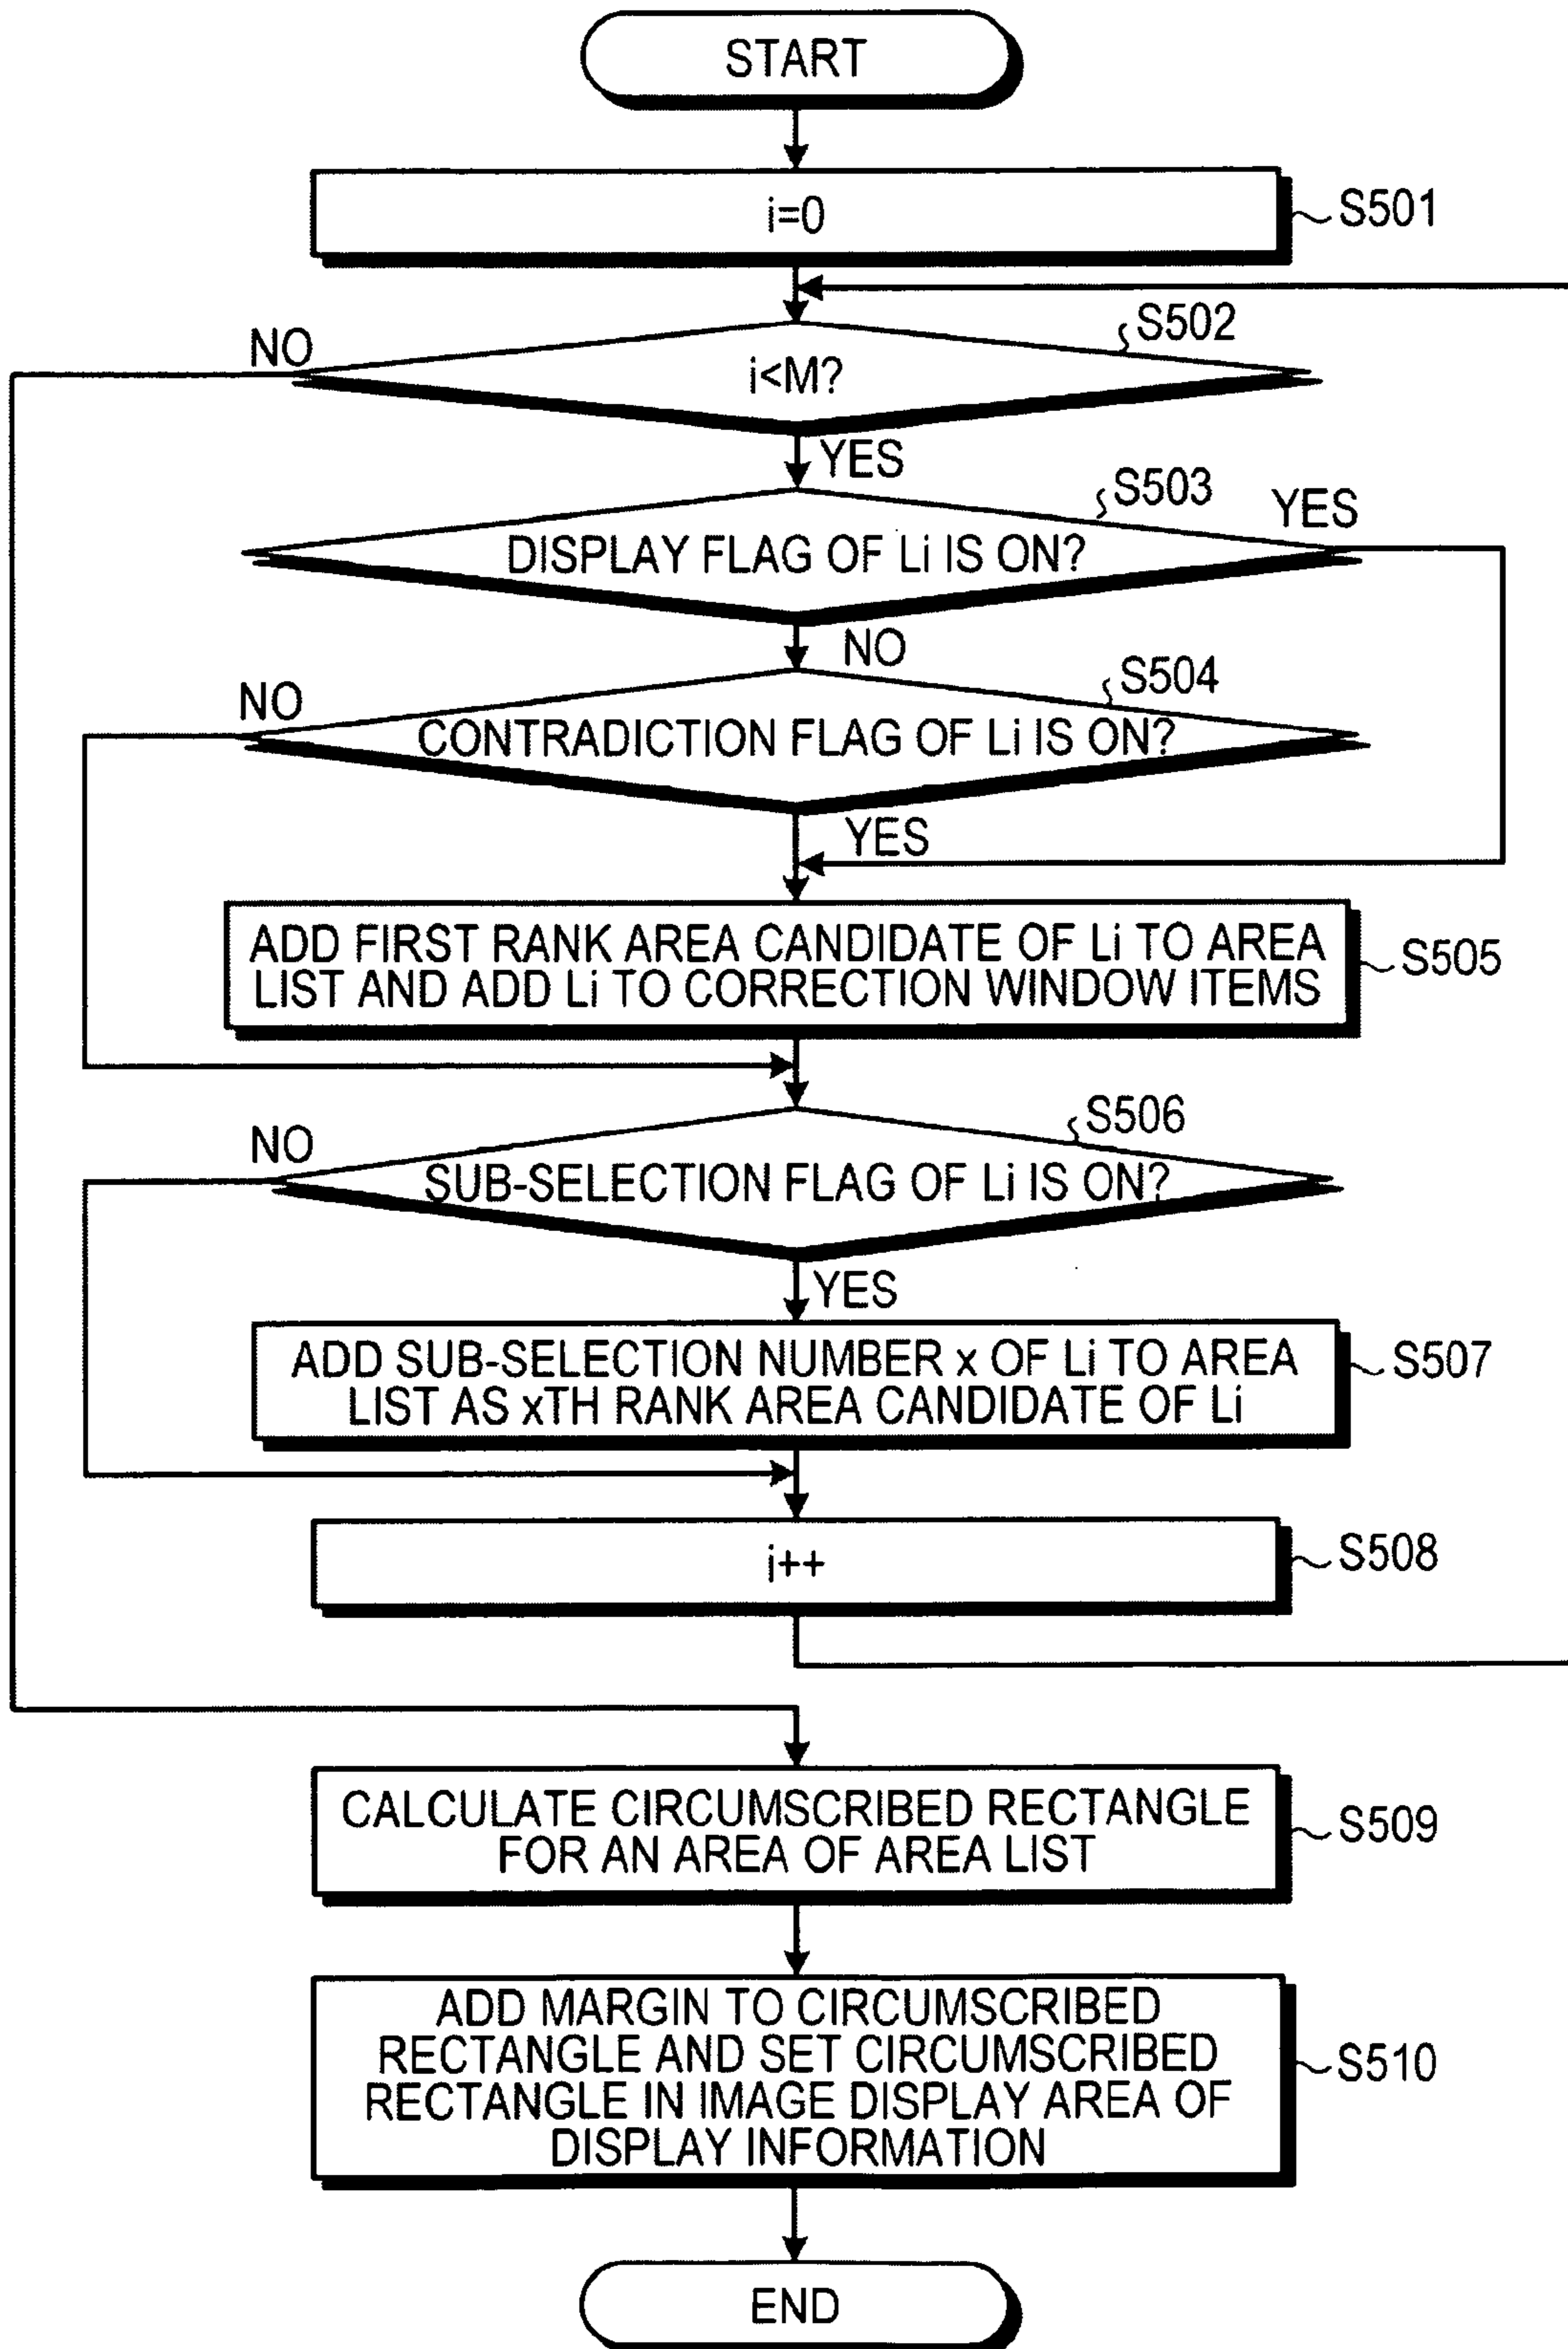 START
i=0
S501
S502
NO
i<M?
YES
S503
YES
DISPLAY FLAG OF Li IS ON?
NO
S504
NO
CONTRADICTION FLAG OF Li IS ON?
YES
ADD FIRST RANK AREA CANDIDATE OF Li TO AREA
LIST AND ADD Li TO CORRECTION WINDOW ITEMS
S505
S506
NO
SUB-SELECTION FLAG OF Li IS ON?
YES
ADD SUB-SELECTION NUMBER x OF Li TO AREA
LIST AS xTH RANK AREA CANDIDATE OF Li
S507
i++
S508
CALCULATE CIRCUMSCRIBED RECTANGLE
FOR AN AREA OF AREA LIST
S509
ADD MARGIN TO CIRCUMSCRIBED
RECTANGLE AND SET CIRCUMSCRIBED
RECTANGLE IN IMAGE DISPLAY AREA OF
DISPLAY INFORMATION
S510
END